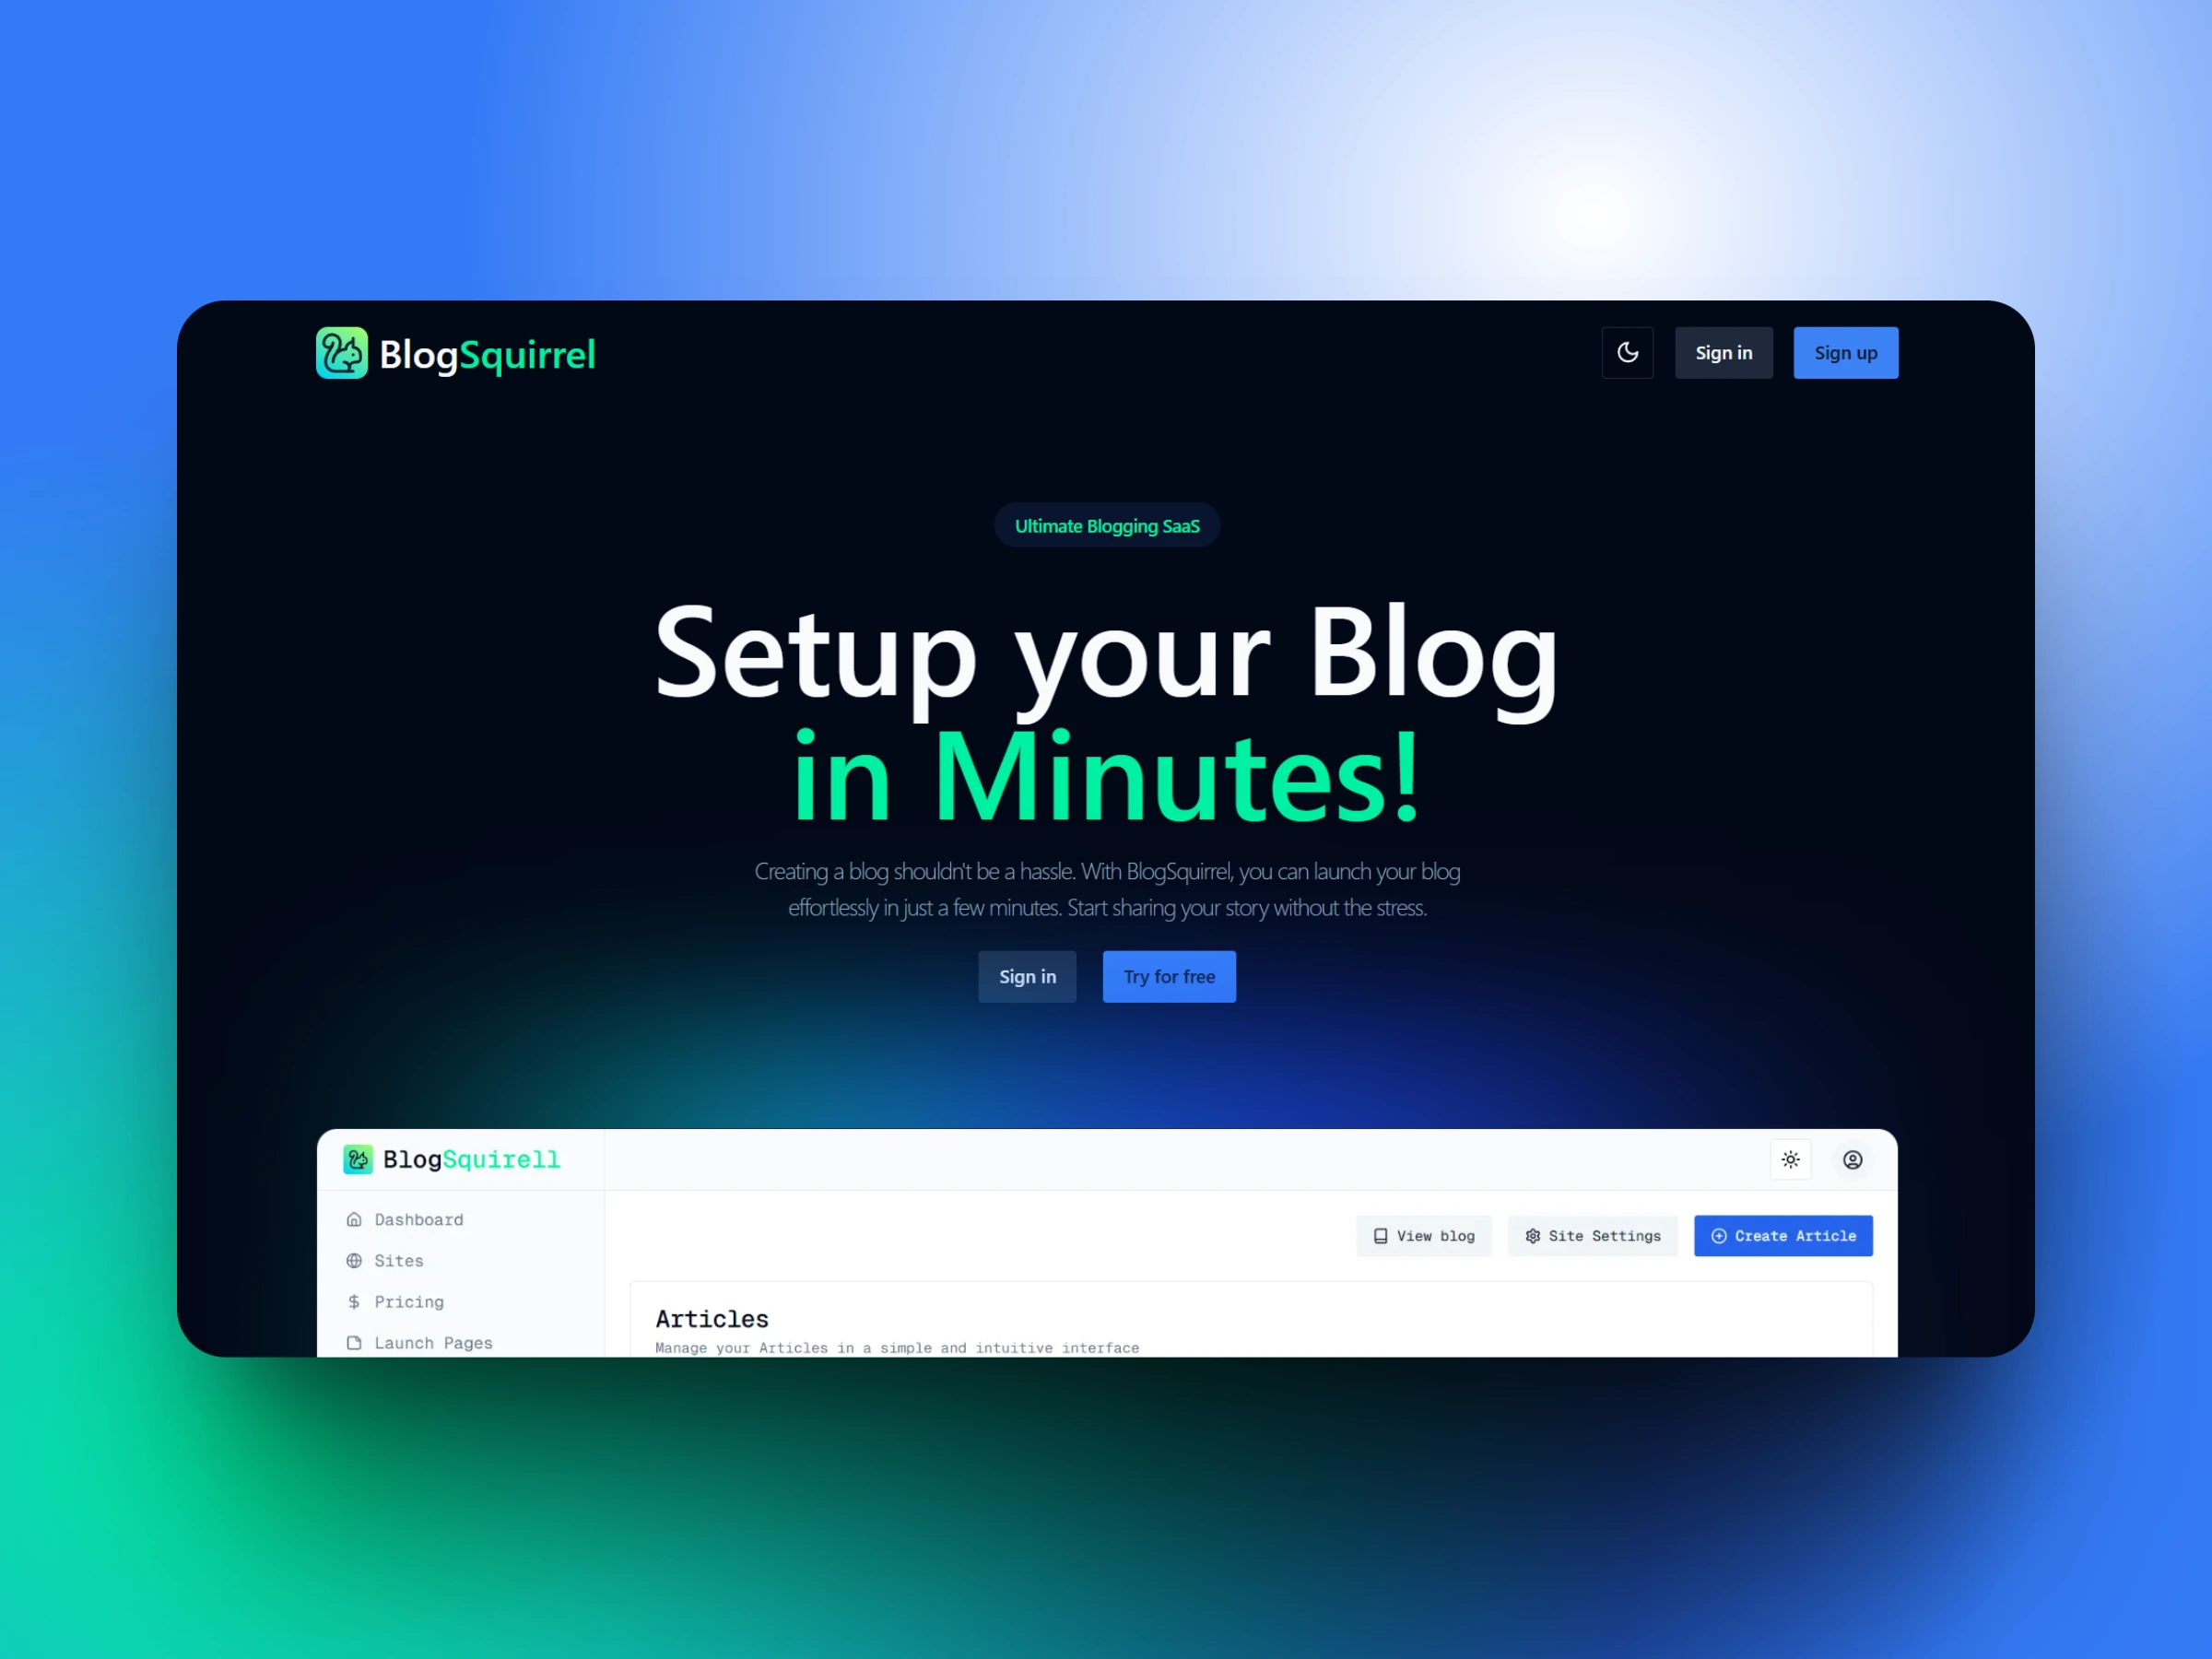 BlogSquirrel
Sign in
Sign up
Ultimate Blogging SaaS
Setup your Blog
in Minutes!
Creating a blog shouldn't be a hassle. With BlogSquirrel, you can launch your blog
effortlessly in just a few minutes. Start sharing your story without the stress.
Sign in
Try for free
BlogSquirell
Dashboard
Sites
Pricing
Launch Pages
View blog
Site Settings
Create Article
Articles
Manage your Articles in a simple and intuitive interface